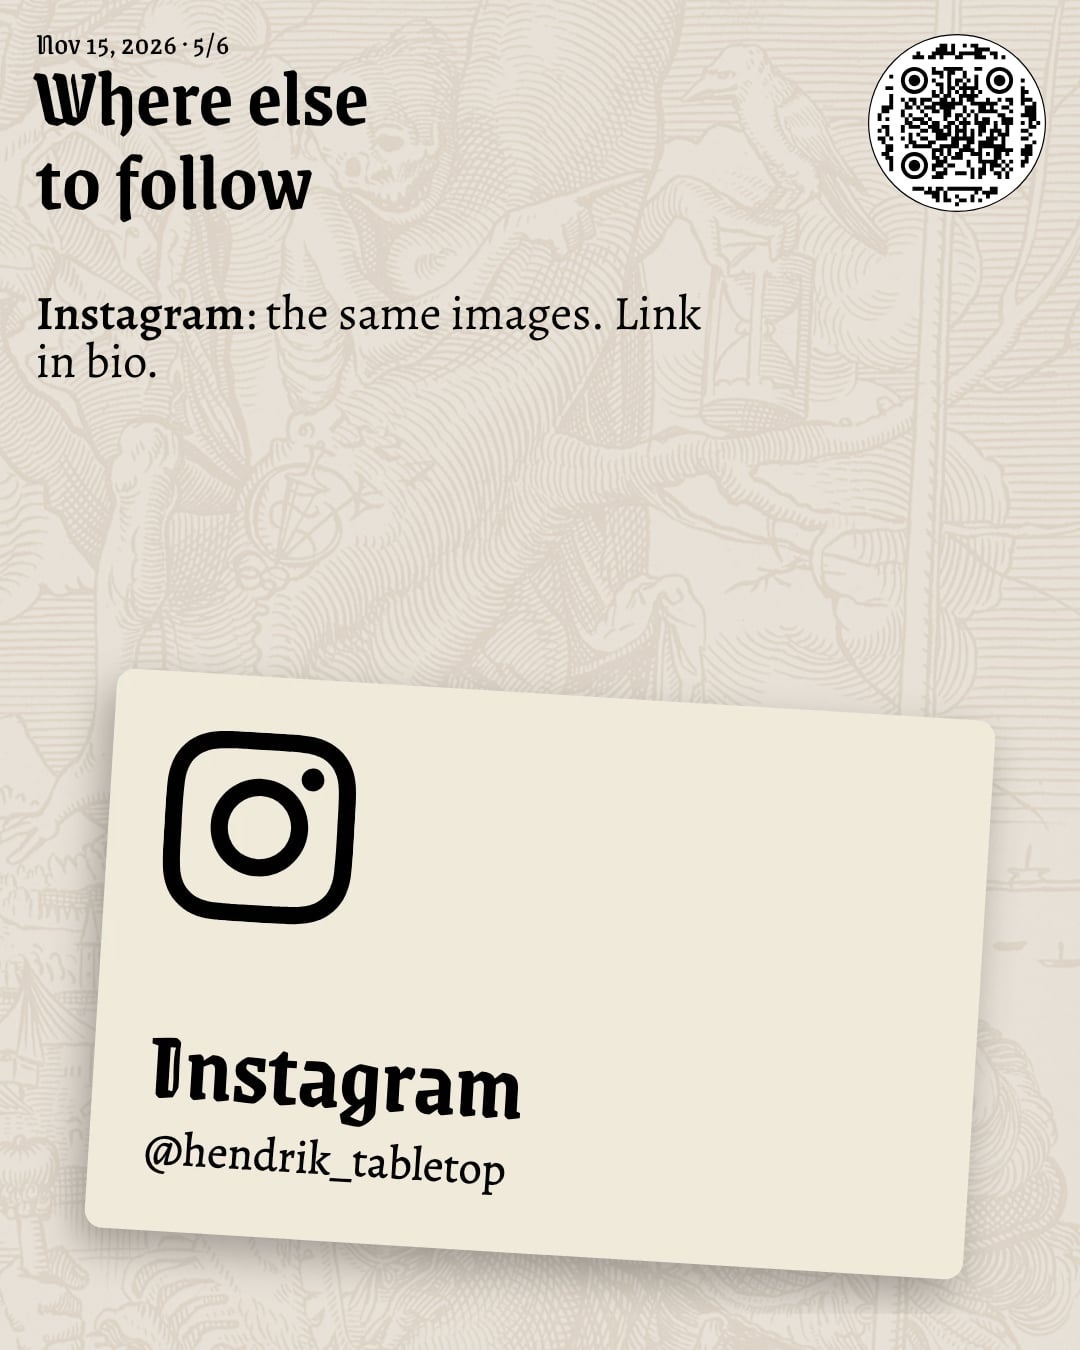 Nov 15, 2026 · 5/6
Where else
to follow
Instagram: the same images. Link
in bio.
Instagram
@hendrik_tabletop